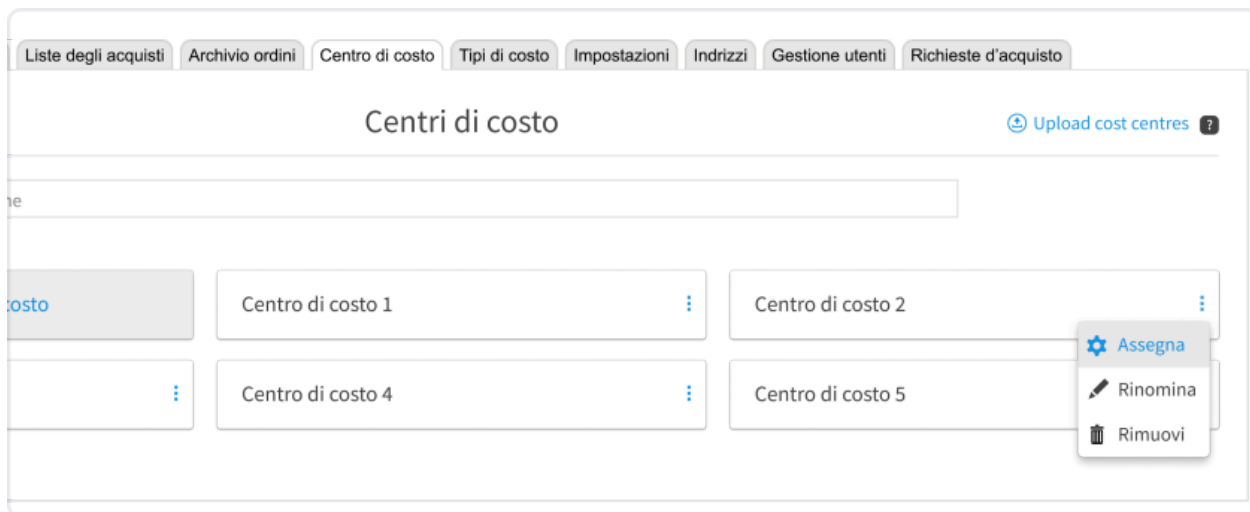 Liste degli acquisti Archivio ordini Centro di costo Tipi di costo Impostazioni Indrizzi Gestione utenti Richieste d'acquisto
Centri di costo
Upload cost centres ?
ne
costo Centro di costo 1 Centro di costo 2
Assegna
Centro di costo 4 Centro di costo 5 Rinomina
Rimuovi